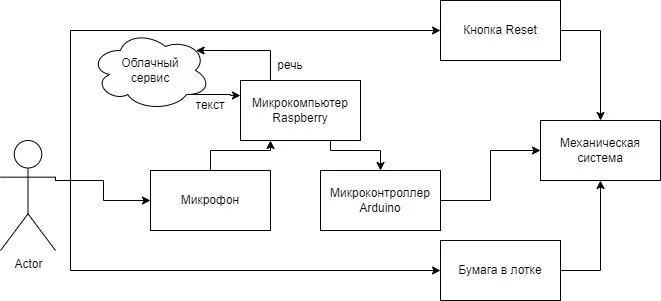 Кнопка Reset
Облачный
сервис
речь
текст
Микрокомпьютер
Raspberry
Механическая
система
Микрофон
Микроконтроллер
Arduino
Actor
Бумага в лотке